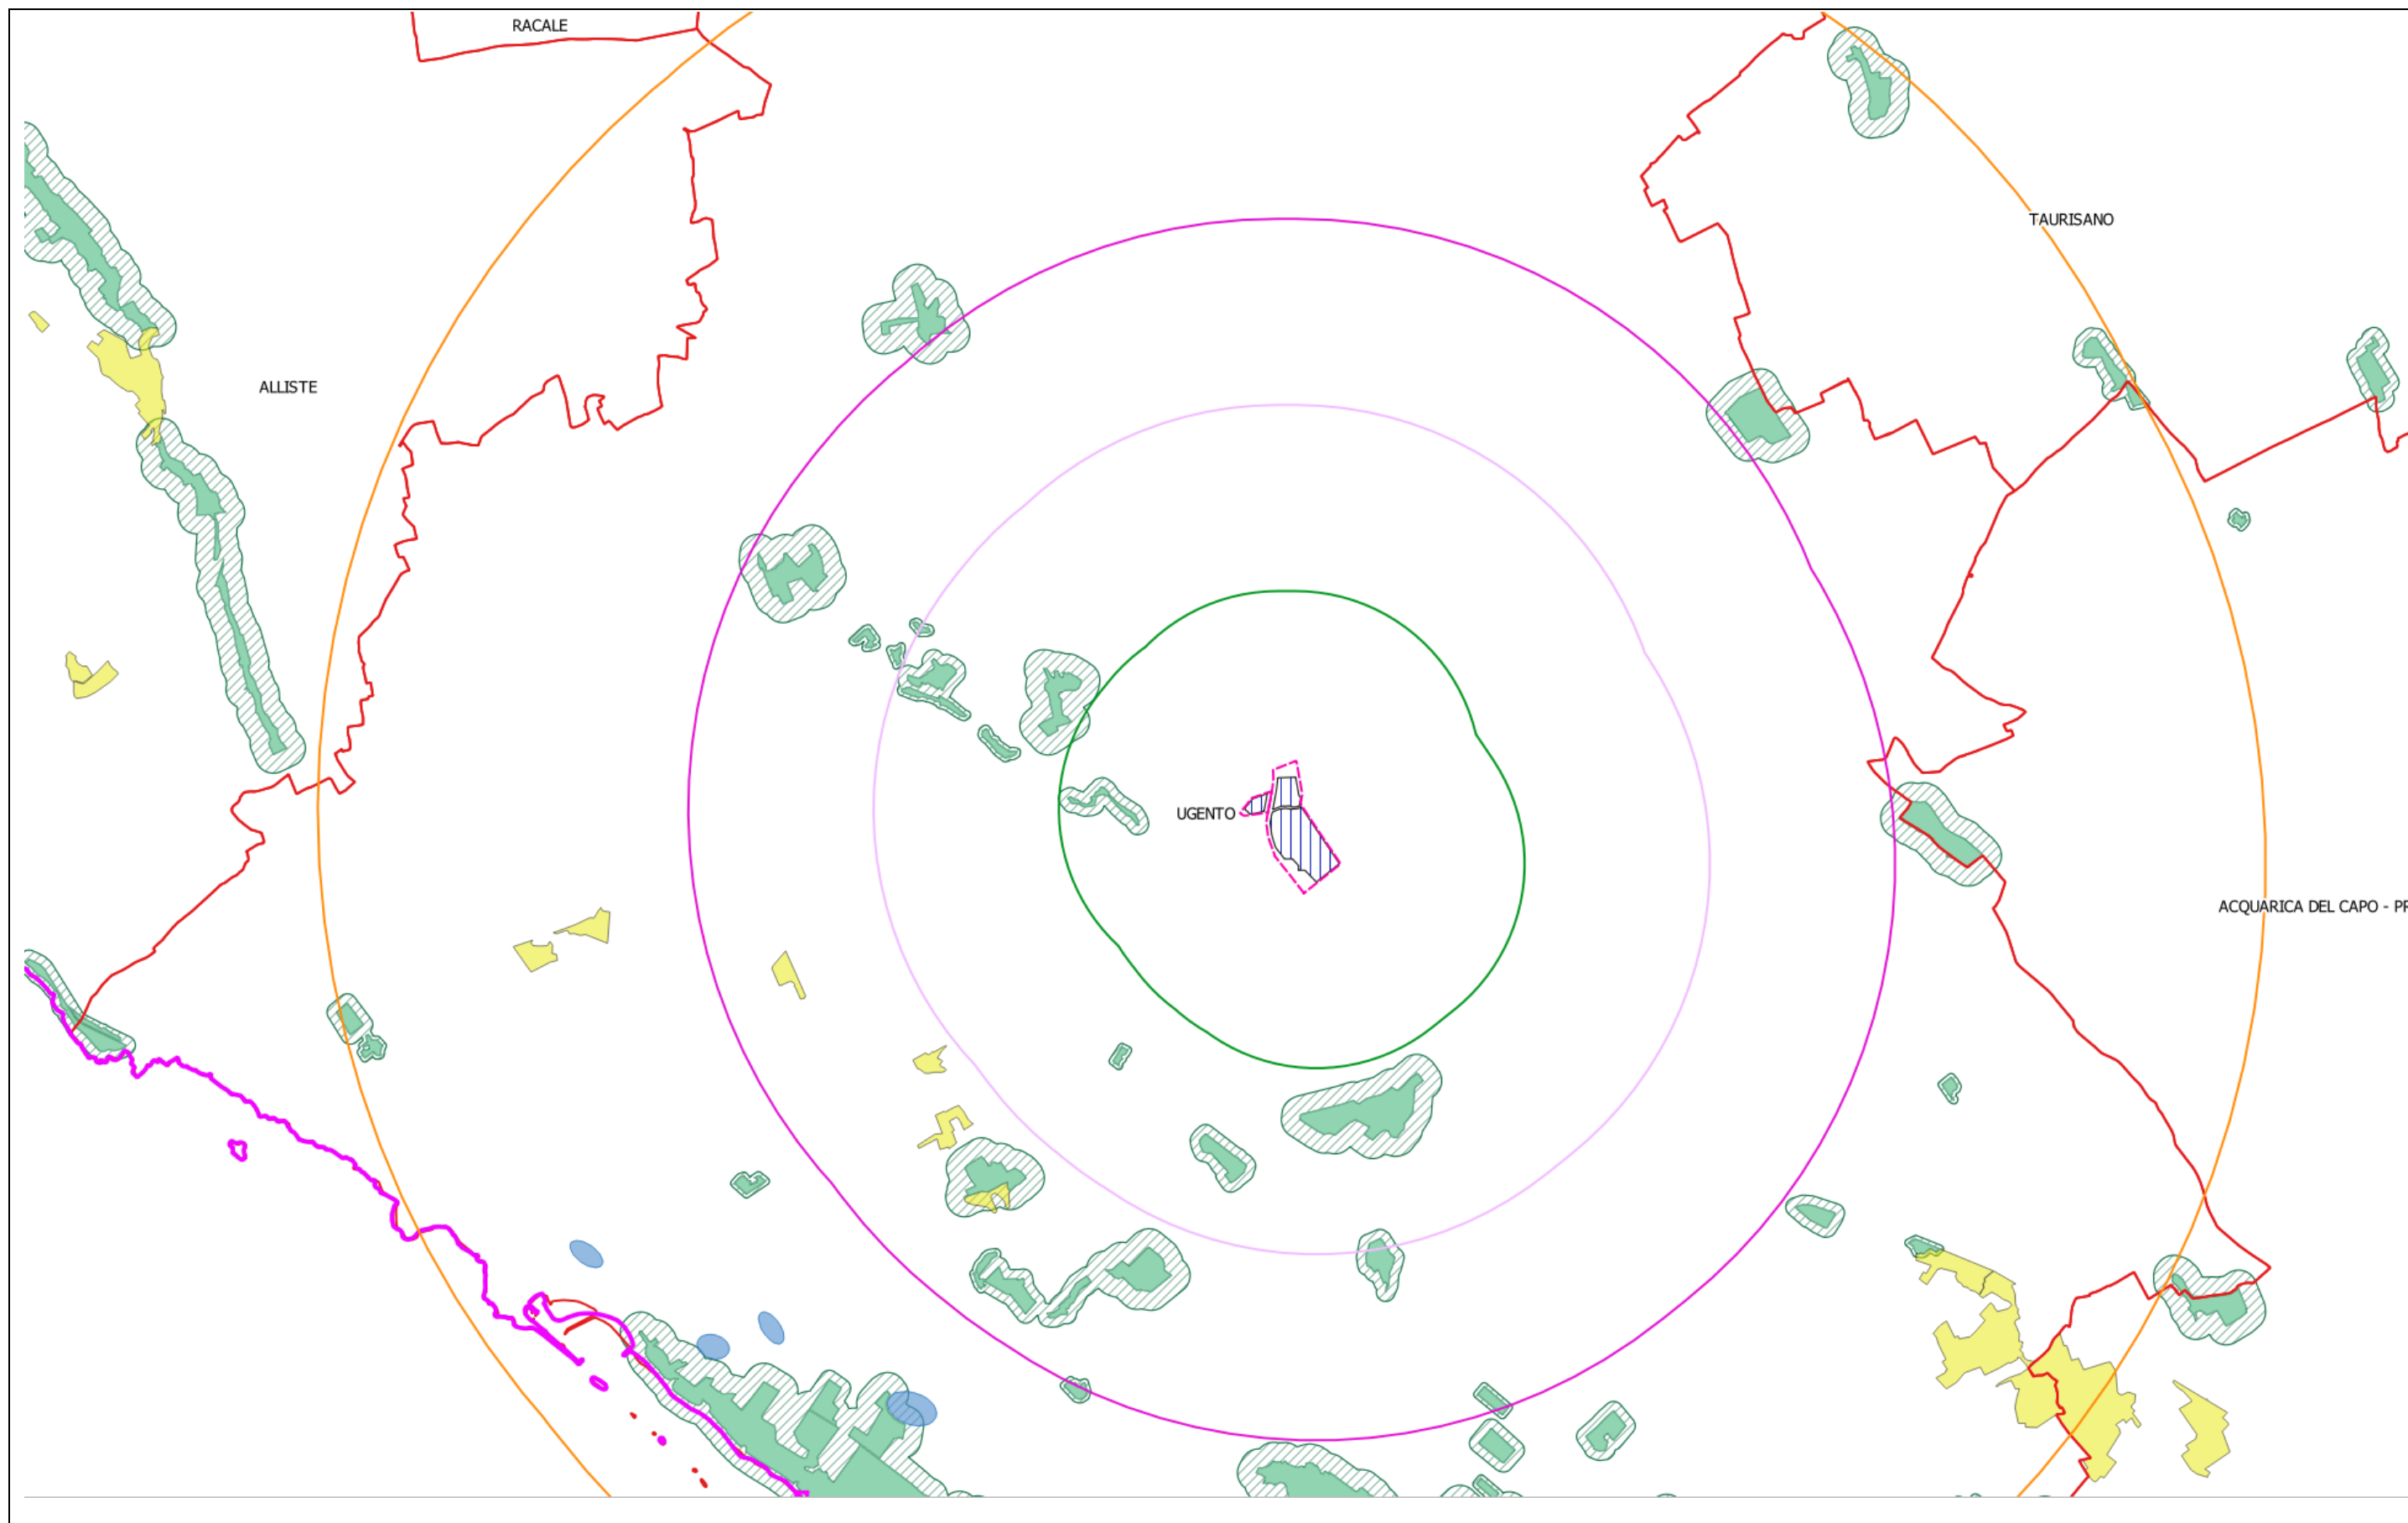 RACALE
TAURISANO
ALLISTE
UGENTO
ACQUARICA DEL CAPO - PR